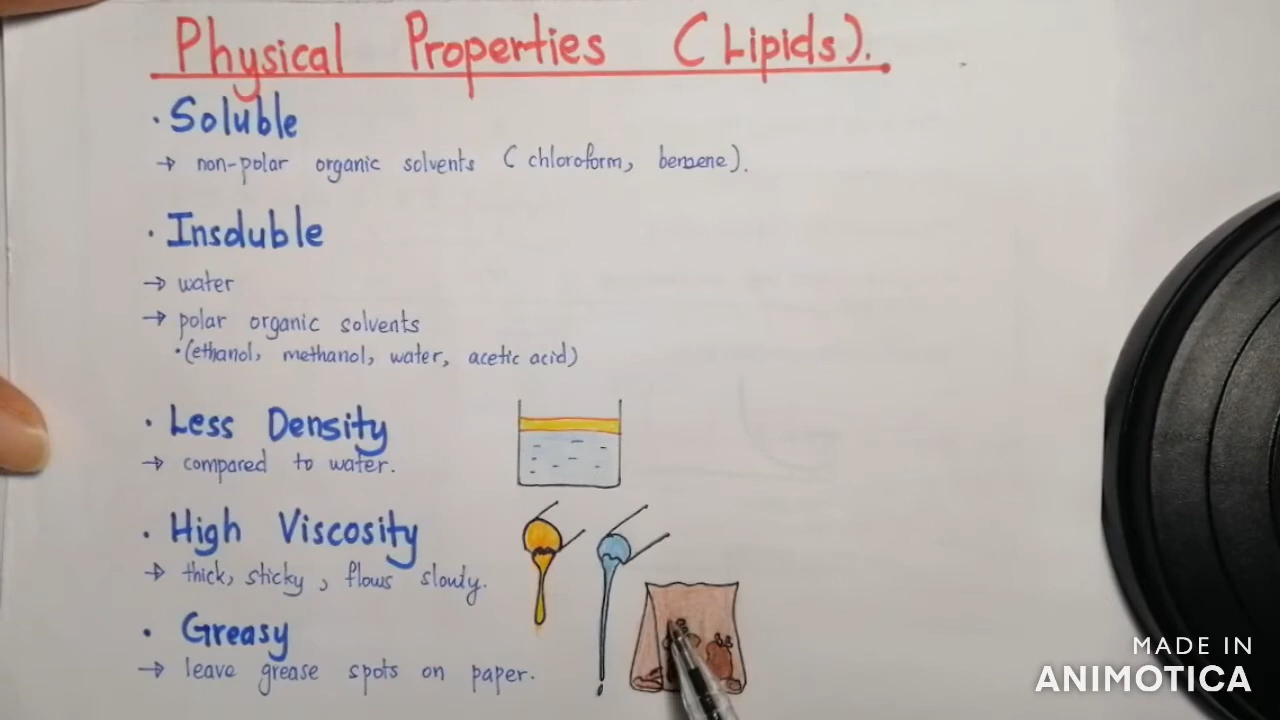 Physical Properties (Lipids).
· Soluble
→ non-polar organic solvents (chloroform, benzene).
· Insoluble
→ water
→ polar organic solvents
·(ethanol, methanol, water, acetic acid)
· Less Density
→ compared to water.
· High Viscosity
→ thick, sticky, flows slowly.
· Greasy
→ leave grease spots on paper.
MADE IN
ANIMOTICA